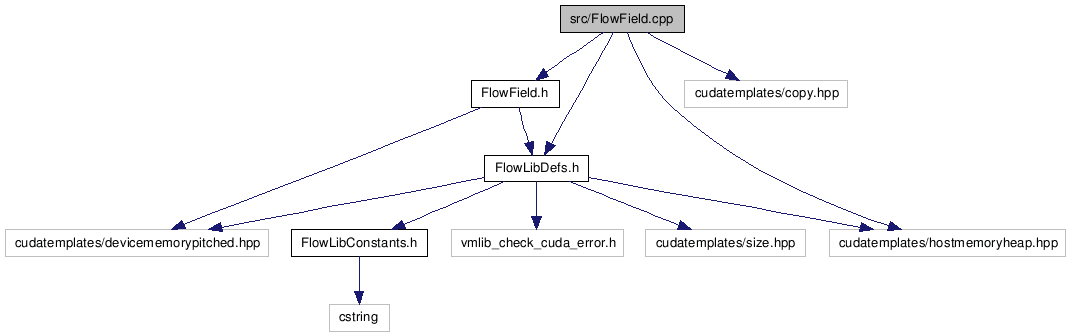 src/FlowField.cpp
FlowField.h
cudatemplates/copy.hpp
FlowLibDefs.h
cudatemplates/devicememorypitched.hpp
FlowLibConstants.h
vmlib_check_cuda_error.h
cudatemplates/size.hpp
cudatemplates/hostmemoryheap.hpp
cstring